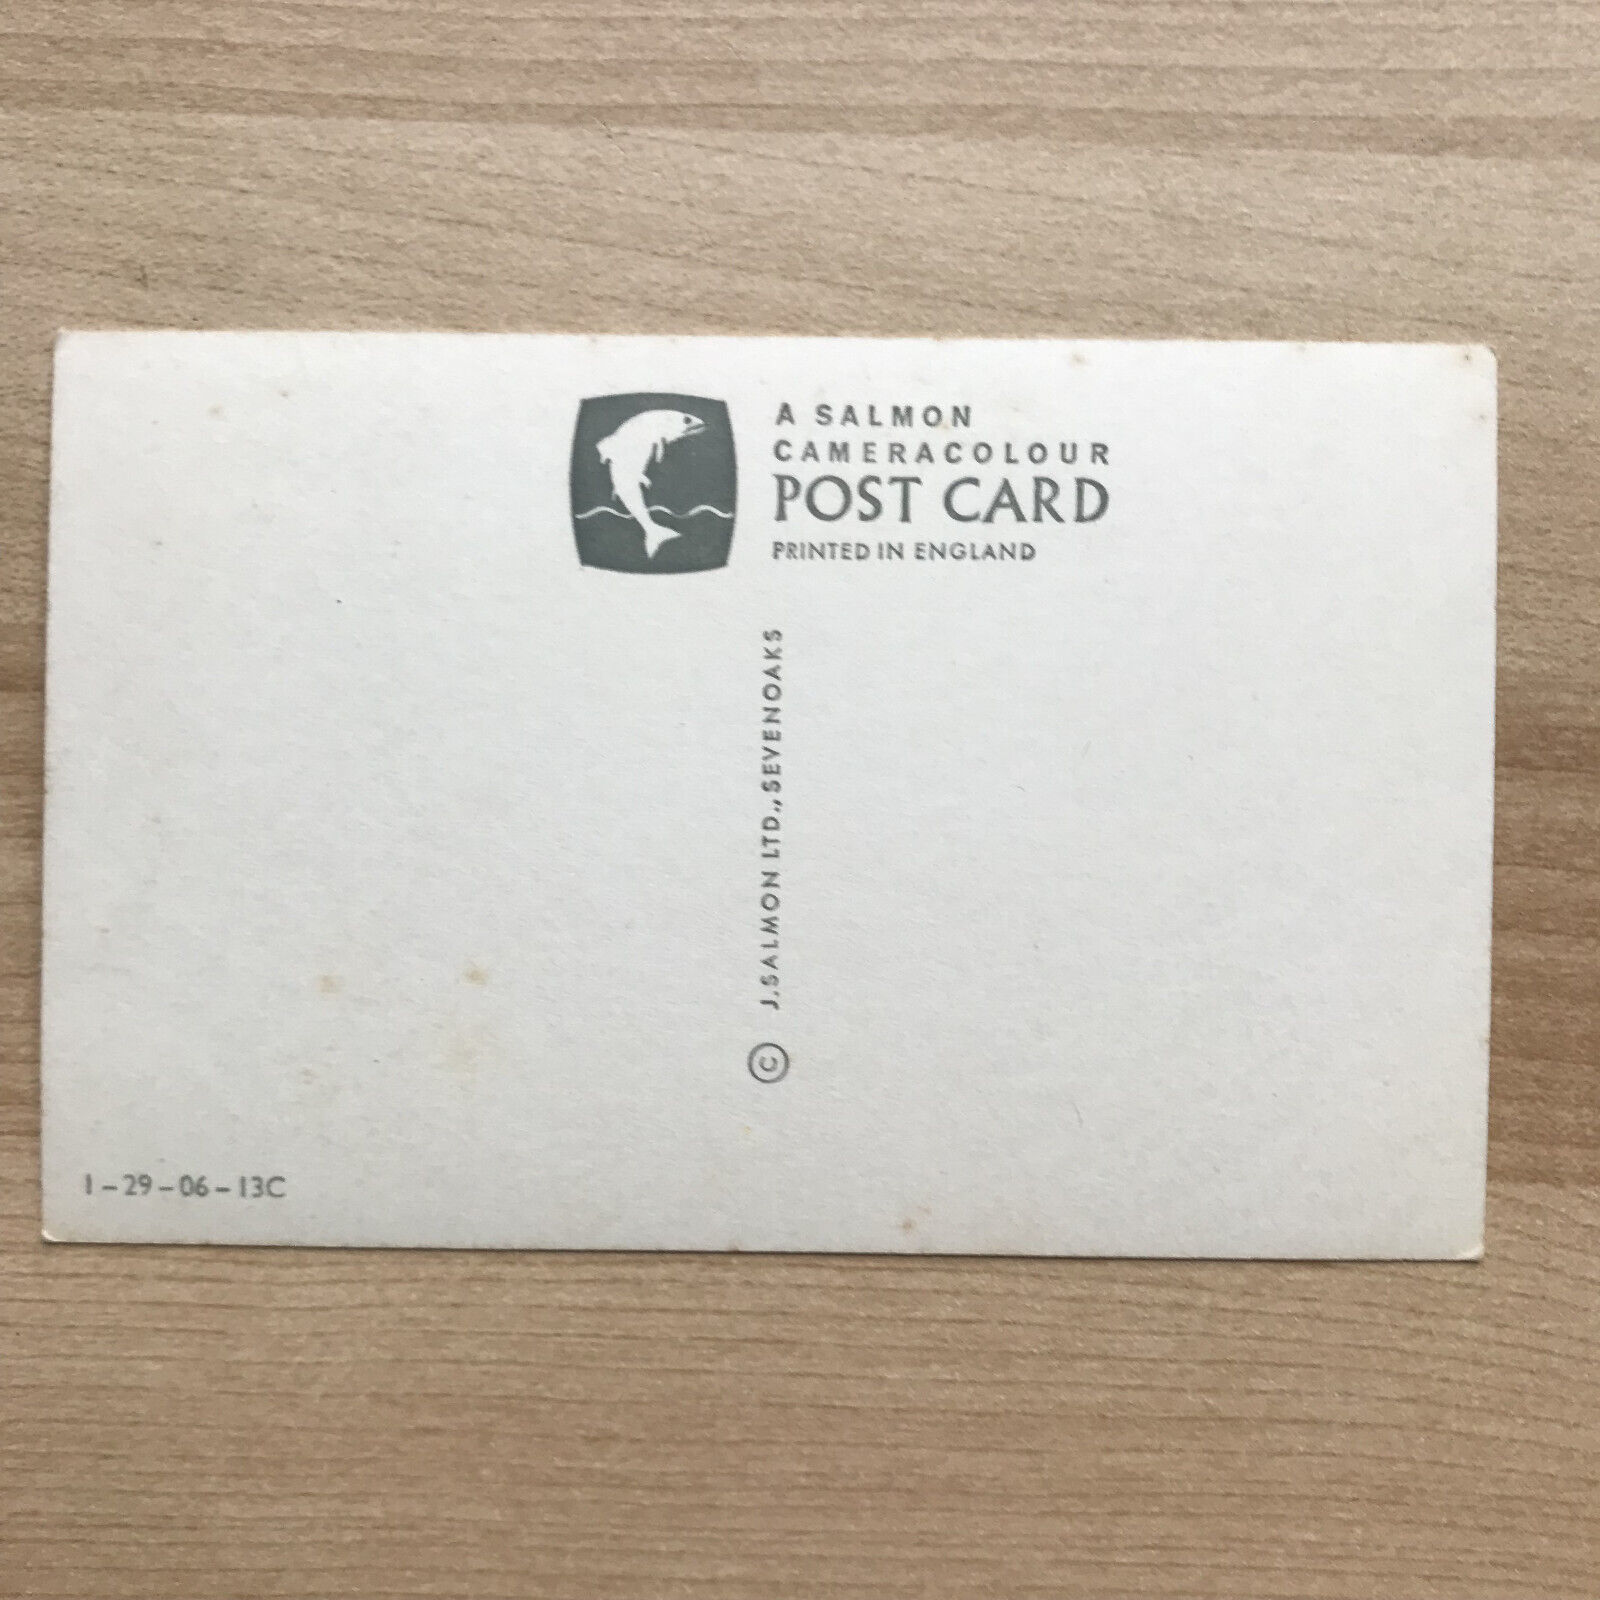 A SALMON
CAMERACOLOUR
POST CARD
PRINTED IN ENGLAND
© J. SALMON LTD., SEVENOAKS
1-29-06-13C